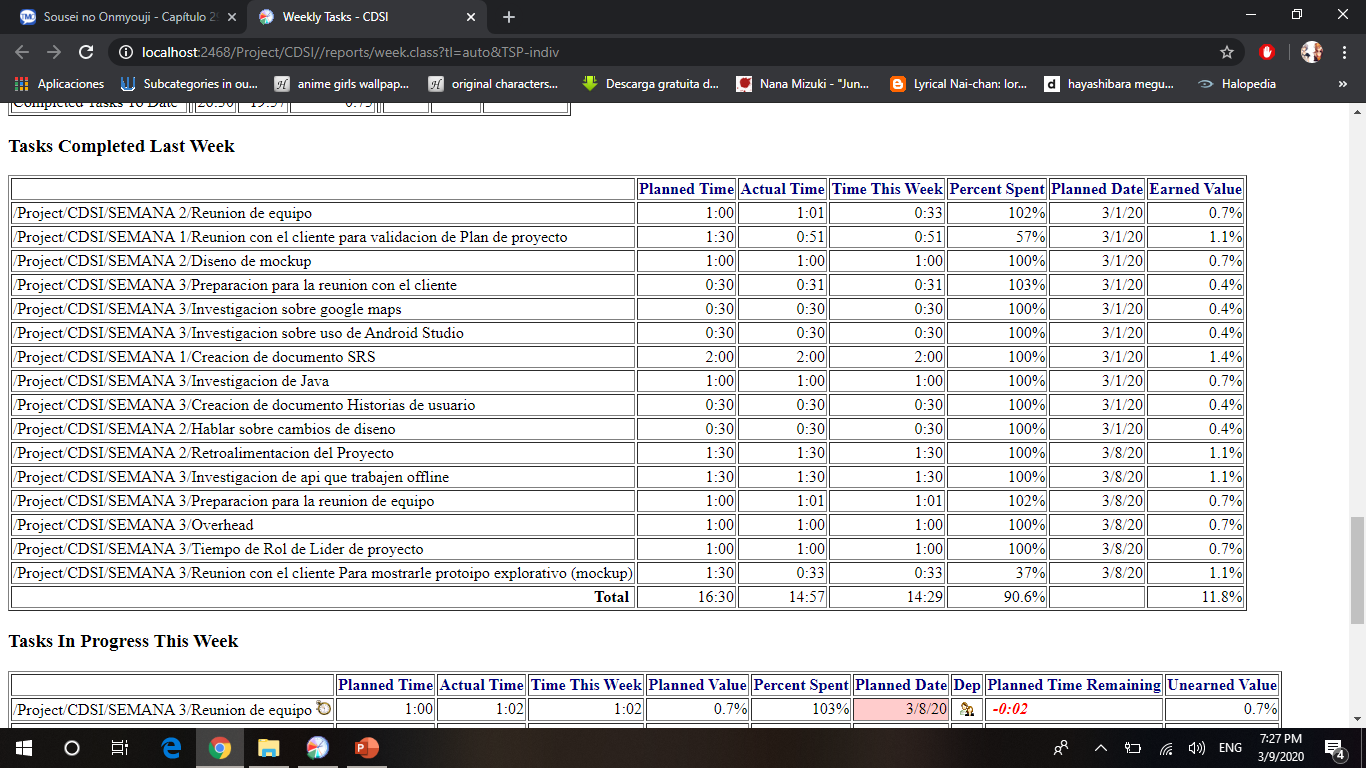 Sousei no Onmyouji - Capítulo 29
Weekly Tasks - CDSI
localhost:2468/Project/CDSI//reports/week.class?tl=auto&TSP-indiv
Aplicaciones
Subcategories in ou...
anime girls wallpap...
original characters...
Descarga gratuita d...
Nana Mizuki - "Jun...
Lyrical Nai-chan: lor...
hayashibara megu...
Halopedia
»
Completed Tasks To Date 20:30 19:57 0.73
Tasks Completed Last Week
Planned Time Actual Time Time This Week Percent Spent Planned Date Earned Value
/Project/CDSI/SEMANA 2/Reunion de equipo 1:00 1:01 0:33 102% 3/1/20 0.7%
/Project/CDSI/SEMANA 1/Reunion con el cliente para validacion de Plan de proyecto 1:30 0:51 0:51 57% 3/1/20 1.1%
/Project/CDSI/SEMANA 2/Diseno de mockup 1:00 1:00 1:00 100% 3/1/20 0.7%
/Project/CDSI/SEMANA 3/Preparacion para la reunion con el cliente 0:30 0:31 0:31 103% 3/1/20 0.4%
/Project/CDSI/SEMANA 3/Investigacion sobre google maps 0:30 0:30 0:30 100% 3/1/20 0.4%
/Project/CDSI/SEMANA 3/Investigacion sobre uso de Android Studio 0:30 0:30 0:30 100% 3/1/20 0.4%
/Project/CDSI/SEMANA 1/Creacion de documento SRS 2:00 2:00 2:00 100% 3/1/20 1.4%
/Project/CDSI/SEMANA 3/Investigacion de Java 1:00 1:00 1:00 100% 3/1/20 0.7%
/Project/CDSI/SEMANA 3/Creacion de documento Historias de usuario 0:30 0:30 0:30 100% 3/1/20 0.4%
/Project/CDSI/SEMANA 2/Hablar sobre cambios de diseno 0:30 0:30 0:30 100% 3/1/20 0.4%
/Project/CDSI/SEMANA 2/Retroalimentacion del Proyecto 1:30 1:30 1:30 100% 3/8/20 1.1%
/Project/CDSI/SEMANA 3/Investigacion de api que trabajen offline 1:30 1:30 1:30 100% 3/8/20 1.1%
/Project/CDSI/SEMANA 3/Preparacion para la reunion de equipo 1:00 1:01 1:01 102% 3/8/20 0.7%
/Project/CDSI/SEMANA 3/Overhead 1:00 1:00 1:00 100% 3/8/20 0.7%
/Project/CDSI/SEMANA 3/Tiempo de Rol de Lider de proyecto 1:00 1:00 1:00 100% 3/8/20 0.7%
/Project/CDSI/SEMANA 3/Reunion con el cliente Para mostrarle protoipo explorativo (mockup) 1:30 0:33 0:33 37% 3/8/20 1.1%
Total 16:30 14:57 14:29 90.6% 11.8%
Tasks In Progress This Week
Planned Time Actual Time Time This Week Planned Value Percent Spent Planned Date Dep Planned Time Remaining Unearned Value
/Project/CDSI/SEMANA 3/Reunion de equipo 1:00 1:02 1:02 0.7% 103% 3/8/20 -0:02 0.7%
ENG
7:27 PM
3/9/2020
4